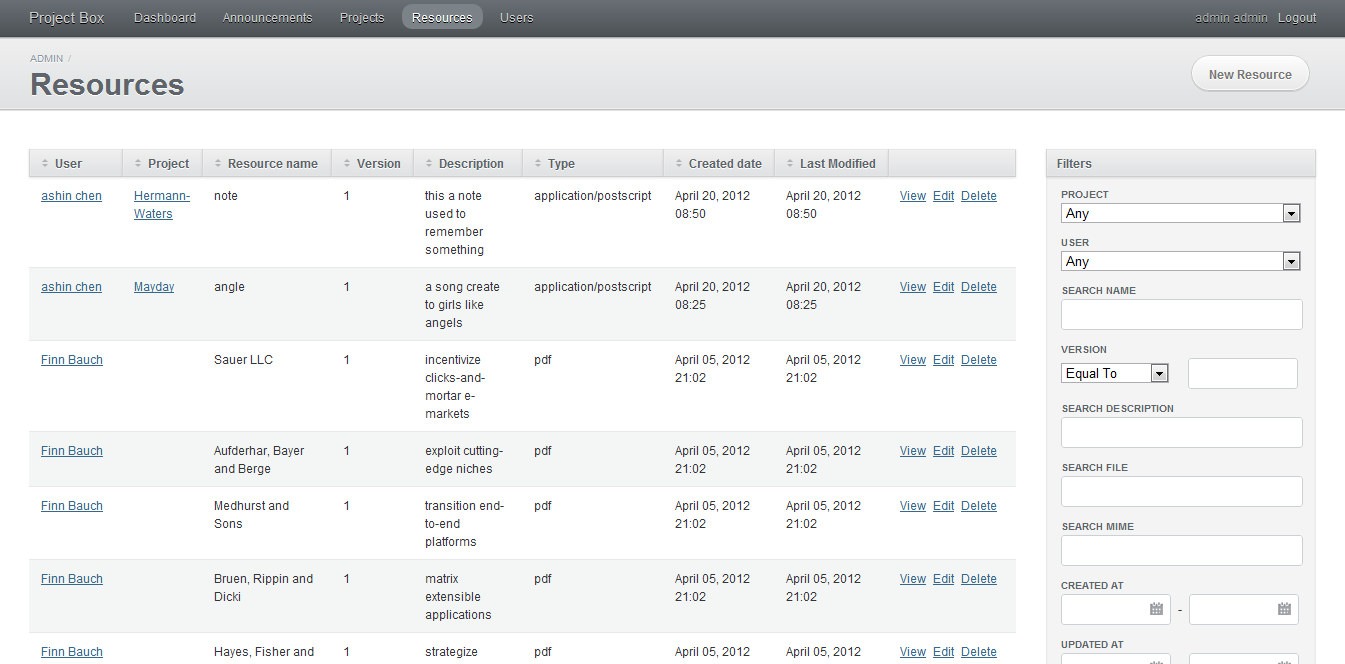 Project Box Dashboard Announcements Projects Resources Users admin admin Logout
ADMIN /
Resources
New Resource
User Project Resource name Version Description Type Created date Last Modified
ashin chen Hermann- note 1 this a note application/postscript April 20, 2012 April 20, 2012 View Edit Delete
Waters used to 08:50 08:50
remember
something
ashin chen Mayday angle 1 a song create application/postscript April 20, 2012 April 20, 2012 View Edit Delete
to girls like 08:25 08:25
angels
Finn Bauch Sauer LLC 1 incentivize pdf April 05, 2012 April 05, 2012 View Edit Delete
clicks-and- 21:02 21:02
mortar e-
markets
Finn Bauch Aufderhar, Bayer 1 exploit cutting- pdf April 05, 2012 April 05, 2012 View Edit Delete
and Berge edge niches 21:02 21:02
Finn Bauch Medhurst and 1 transition end- pdf April 05, 2012 April 05, 2012 View Edit Delete
Sons to-end 21:02 21:02
platforms
Finn Bauch Bruen, Rippin and 1 matrix pdf April 05, 2012 April 05, 2012 View Edit Delete
Dicki extensible 21:02 21:02
applications
Finn Bauch Hayes, Fisher and 1 strategize pdf April 05, 2012 April 05, 2012 View Edit Delete
Filters
PROJECT
Any
USER
Any
SEARCH NAME
VERSION
Equal To
SEARCH DESCRIPTION
SEARCH FILE
SEARCH MIME
CREATED AT
-
UPDATED AT